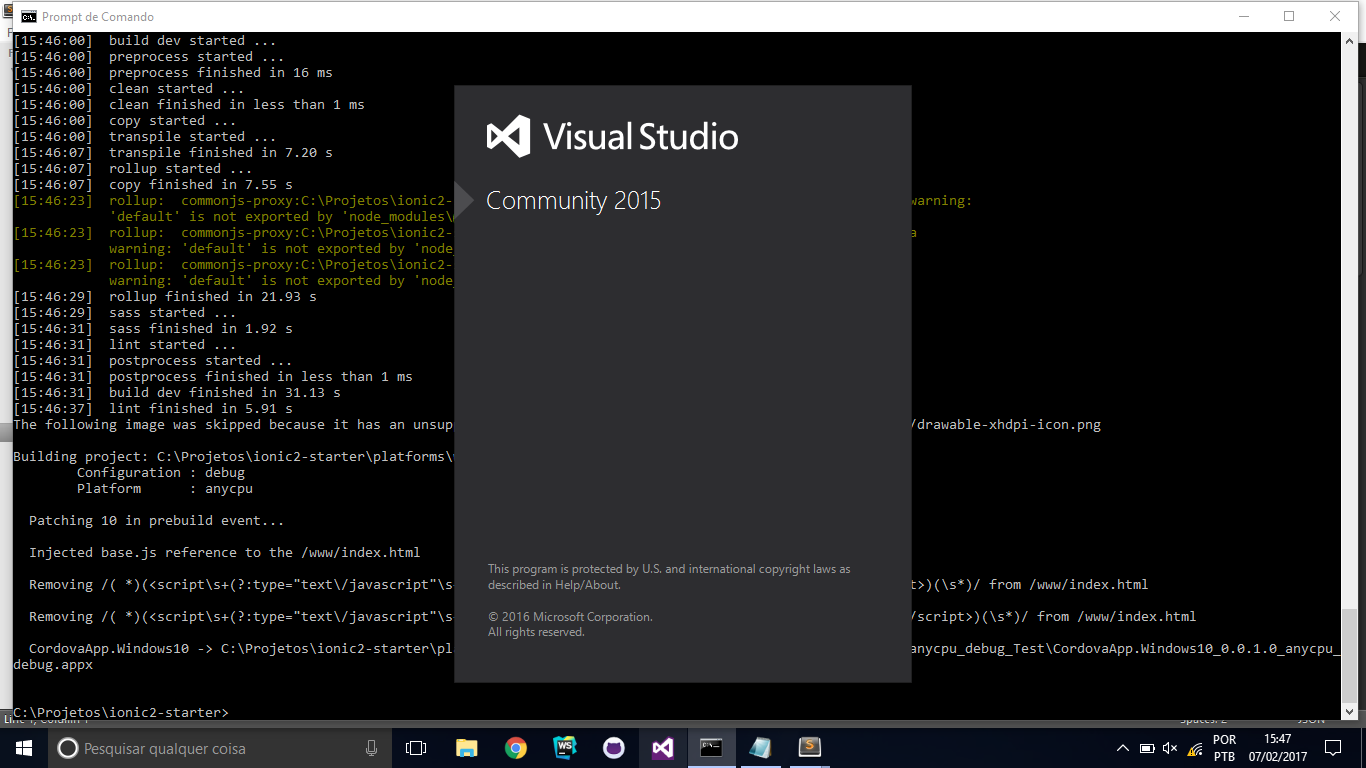 Prompt de Comando
[15:46:00]  build dev started ...
[15:46:00]  preprocess started ...
[15:46:00]  preprocess finished in 16 ms
[15:46:00]  clean started ...
[15:46:00]  clean finished in less than 1 ms
[15:46:00]  copy started ...
[15:46:00]  transpile started ...
[15:46:07]  transpile finished in 7.20 s
[15:46:07]  rollup started ...
[15:46:07]  copy finished in 7.55 s
[15:46:23]  rollup:  commonjs-proxy:C:\Projetos\ionic2- warning:
'default' is not exported by 'node_modules\
[15:46:23]  rollup:  commonjs-proxy:C:\Projetos\ionic2- a
warning: 'default' is not exported by 'node_
[15:46:23]  rollup:  commonjs-proxy:C:\Projetos\ionic2-
warning: 'default' is not exported by 'node_
[15:46:29]  rollup finished in 21.93 s
[15:46:29]  sass started ...
[15:46:31]  sass finished in 1.92 s
[15:46:31]  lint started ...
[15:46:31]  postprocess started ...
[15:46:31]  postprocess finished in less than 1 ms
[15:46:31]  build dev finished in 31.13 s
[15:46:37]  lint finished in 5.91 s
The following image was skipped because it has an unsup /drawable-xhdpi-icon.png
Building project: C:\Projetos\ionic2-starter\platforms\
Configuration : debug
Platform      : anycpu
Patching 10 in prebuild event...
Injected base.js reference to the /www/index.html
Removing /( *)(<script\s+(?:type="text\/javascript"\s t>)(\s*)/ from /www/index.html
Removing /( *)(<script\s+(?:type="text\/javascript"\s /script>)(\s*)/ from /www/index.html
CordovaApp.Windows10 -> C:\Projetos\ionic2-starter\pl anycpu_debug_Test\CordovaApp.Windows10_0.0.1.0_anycpu_
debug.appx
C:\Projetos\ionic2-starter>
Visual Studio
Community 2015
This program is protected by U.S. and international copyright laws as
described in Help/About.
© 2016 Microsoft Corporation.
All rights reserved.
Pesquisar qualquer coisa
POR
PTB
15:47
07/02/2017